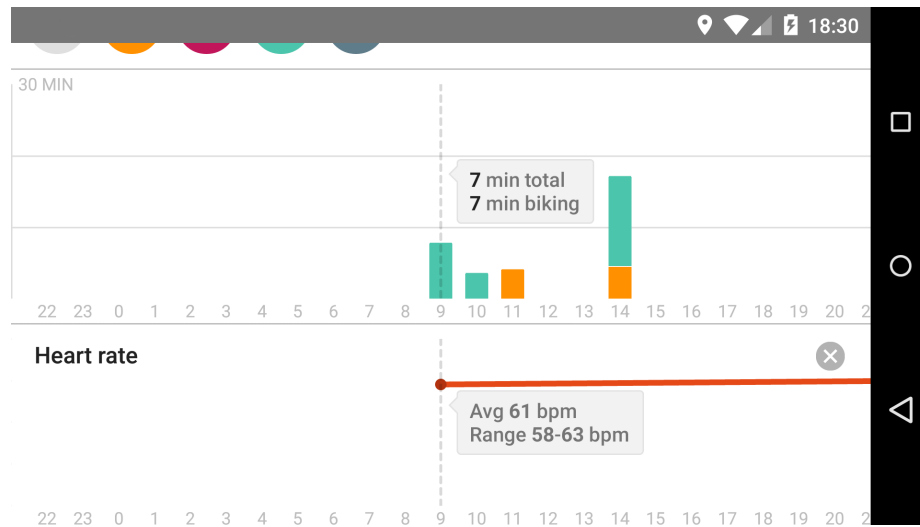 18:30
30 MIN
7 min total
7 min biking
22 23 0 1 2 3 4 5 6 7 8 9 10 11 12 13 14 15 16 17 18 19 20 2
Heart rate
Avg 61 bpm
Range 58-63 bpm
22 23 0 1 2 3 4 5 6 7 8 9 10 11 12 13 14 15 16 17 18 19 20 2